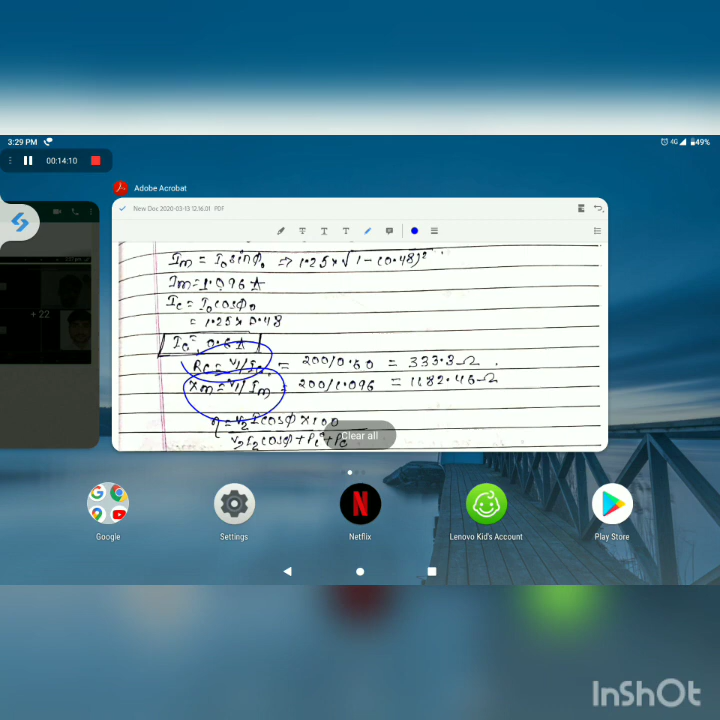 3:29 PM
4G 49%
00:14:10
Adobe Acrobat
New Doc 2020-03-13 12.16.01 PDF
+ 22
Im = I₀ sinφ₀ ⇒ 1.25 × √1-(0.48)²
Im = 1.096 A
Ic = I₀ cosφ₀
= 1.25 × 0.48
Ic = 0.6 A
Rc = V1/Ic = 200/0.60 = 333.3 Ω
Xm = V1/Im = 200/1.096 = 1182.46 Ω
η = V₂ I cosφ × 100
V₂ I₂ cosφ + Pi + Pc
Clear all
Google
Settings
Netflix
Lenovo Kid's Account
Play Store
InShOt